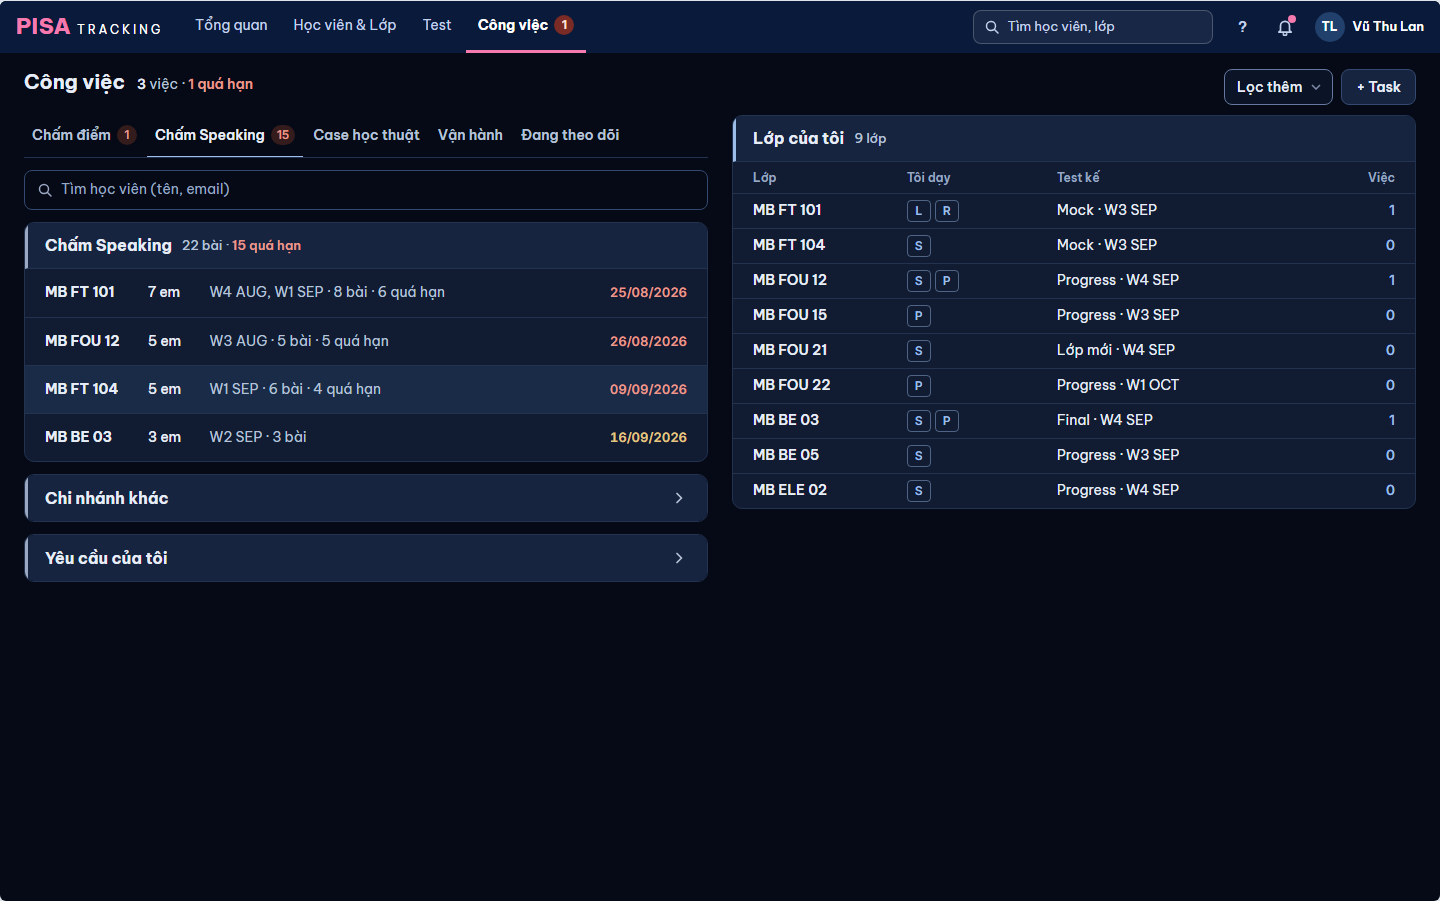 PISA TRACKING Tổng quan Học viên & Lớp Test Công việc 1 Tìm học viên, lớp ? TL Vũ Thu Lan
Công việc 3 việc · 1 quá hạn Lọc thêm + Task
Chấm điểm 1 Chấm Speaking 15 Case học thuật Vận hành Đang theo dõi
Tìm học viên (tên, email)
Chấm Speaking 22 bài · 15 quá hạn
MB FT 101 7 em W4 AUG, W1 SEP · 8 bài · 6 quá hạn 25/08/2026
MB FOU 12 5 em W3 AUG · 5 bài · 5 quá hạn 26/08/2026
MB FT 104 5 em W1 SEP · 6 bài · 4 quá hạn 09/09/2026
MB BE 03 3 em W2 SEP · 3 bài 16/09/2026
Chi nhánh khác
Yêu cầu của tôi
Lớp của tôi 9 lớp
Lớp Tôi dạy Test kế Việc
MB FT 101 L R Mock · W3 SEP 1
MB FT 104 S Mock · W3 SEP 0
MB FOU 12 S P Progress · W4 SEP 1
MB FOU 15 P Progress · W3 SEP 0
MB FOU 21 S Lớp mới · W4 SEP 0
MB FOU 22 P Progress · W1 OCT 0
MB BE 03 S P Final · W4 SEP 1
MB BE 05 S Progress · W3 SEP 0
MB ELE 02 S Progress · W4 SEP 0